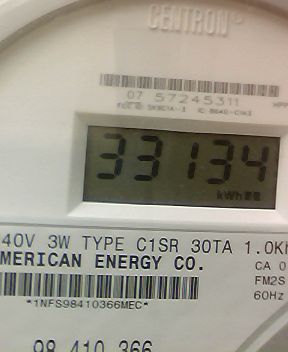 CENTRON®
07 57245311
33134
kWh
40V 3W TYPE C1SR 30TA 1.0K
MERICAN ENERGY CO.
CA 0
*1NFS98410366MEC*
FM2S
60Hz
98 410 366